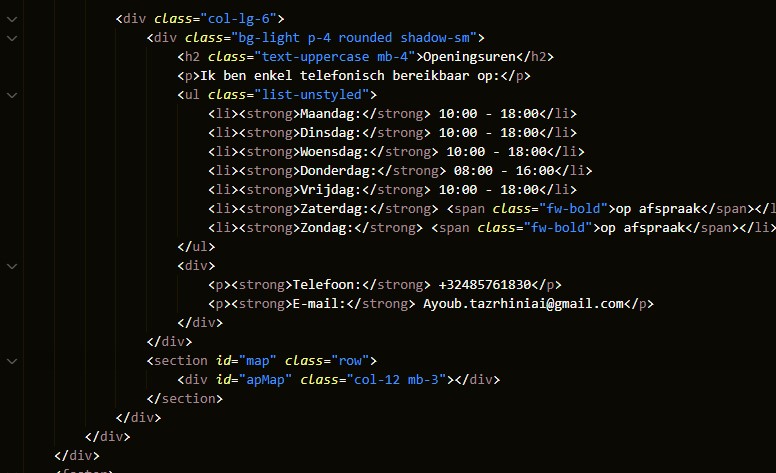 <div class="col-lg-6">
<div class="bg-light p-4 rounded shadow-sm">
<h2 class="text-uppercase mb-4">Openingsuren</h2>
<p>Ik ben enkel telefonisch bereikbaar op:</p>
<ul class="list-unstyled">
<li><strong>Maandag:</strong> 10:00 - 18:00</li>
<li><strong>Dinsdag:</strong> 10:00 - 18:00</li>
<li><strong>Woensdag:</strong> 10:00 - 18:00</li>
<li><strong>Donderdag:</strong> 08:00 - 16:00</li>
<li><strong>Vrijdag:</strong> 10:00 - 18:00</li>
<li><strong>Zaterdag:</strong> <span class="fw-bold">op afspraak</span></l
<li><strong>Zondag:</strong> <span class="fw-bold">op afspraak</span></li>
</ul>
<div>
<p><strong>Telefoon:</strong> +32485761830</p>
<p><strong>E-mail:</strong> Ayoub.tazrhiniai@gmail.com</p>
</div>
</div>
<section id="map" class="row">
<div id="apMap" class="col-12 mb-3"></div>
</section>
</div>
</div>
</div>